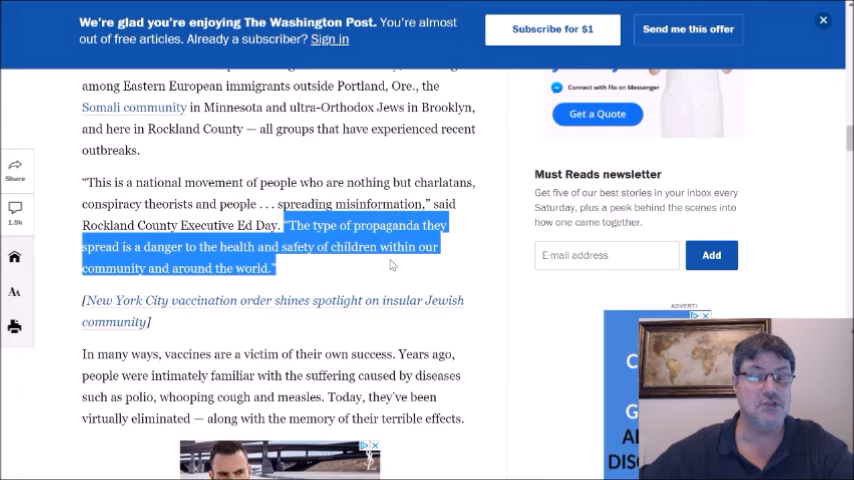 We're glad you're enjoying The Washington Post. You're almost
out of free articles. Already a subscriber? Sign in
Subscribe for $1
Send me this offer
among Eastern European immigrants outside Portland, Ore., the
Somali community in Minnesota and ultra-Orthodox Jews in Brooklyn,
and here in Rockland County — all groups that have experienced recent
outbreaks.
Share
1.9k
AA
“This is a national movement of people who are nothing but charlatans,
conspiracy theorists and people . . . spreading misinformation,” said
Rockland County Executive Ed Day. “The type of propaganda they
spread is a danger to the health and safety of children within our
community and around the world.”
[New York City vaccination order shines spotlight on insular Jewish
community]
In many ways, vaccines are a victim of their own success. Years ago,
people were intimately familiar with the suffering caused by diseases
such as polio, whooping cough and measles. Today, they've been
virtually eliminated — along with the memory of their terrible effects.
Connect with Flo on Messenger
Get a Quote
Must Reads newsletter
Get five of our best stories in your inbox every
Saturday, plus a peek behind the scenes into
how one came together.
E-mail address
Add
ADVERTI